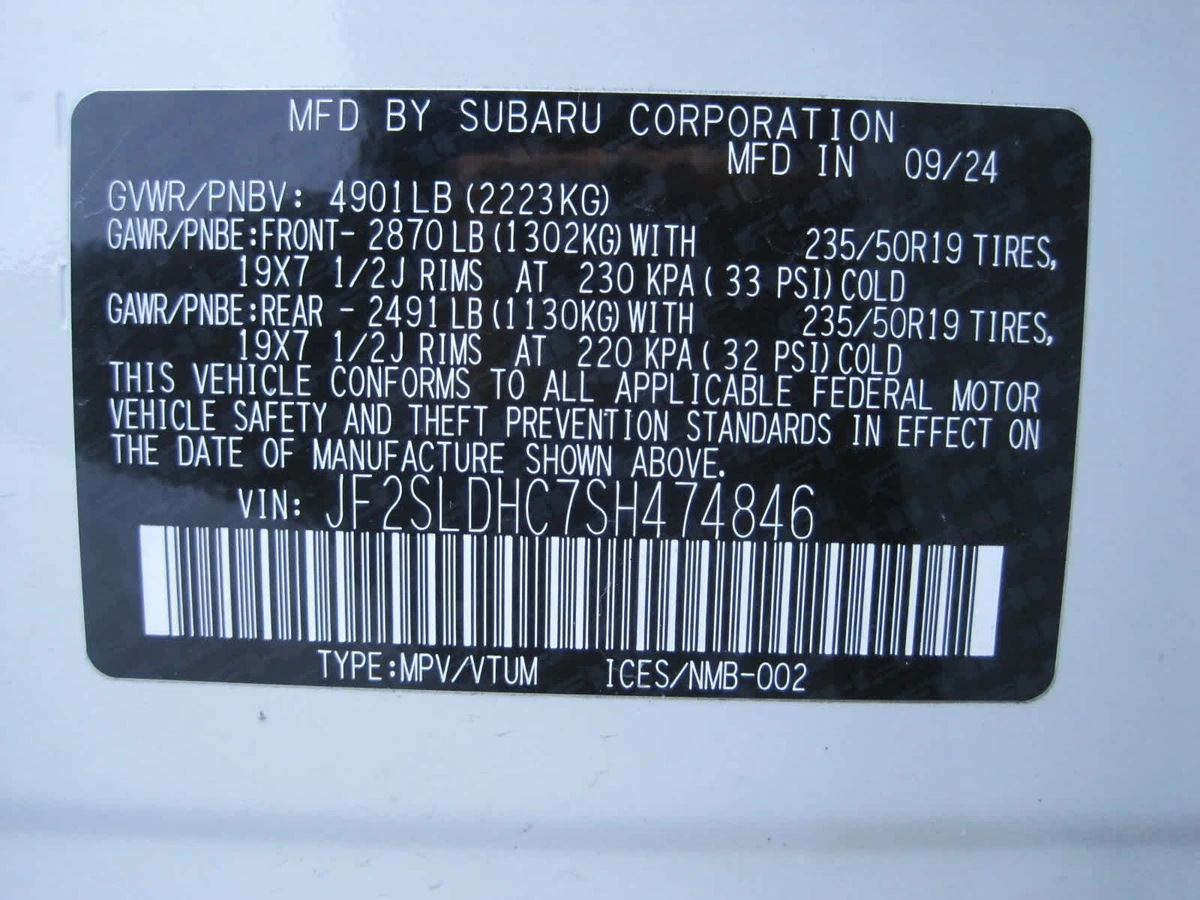 MFD BY SUBARU CORPORATION
MFD IN 09/24
GVWR/PNBV: 4901LB (2223KG)
GAWR/PNBE:FRONT- 2870LB(1302KG)WITH 235/50R19 TIRES,
19X7 1/2J RIMS AT 230 KPA( 33 PSI)COLD
GAWR/PNBE:REAR - 2491LB(1130KG)WITH 235/50R19 TIRES,
19X7 1/2J RIMS AT 220 KPA( 32 PSI)COLD
THIS VEHICLE CONFORMS TO ALL APPLICABLE FEDERAL MOTOR
VEHICLE SAFETY AND THEFT PREVENTION STANDARDS IN EFFECT ON
THE DATE OF MANUFACTURE SHOWN ABOVE.
VIN: JF2SLDHC7SH474846
TYPE:MPV/VTUM ICES/NMB-002